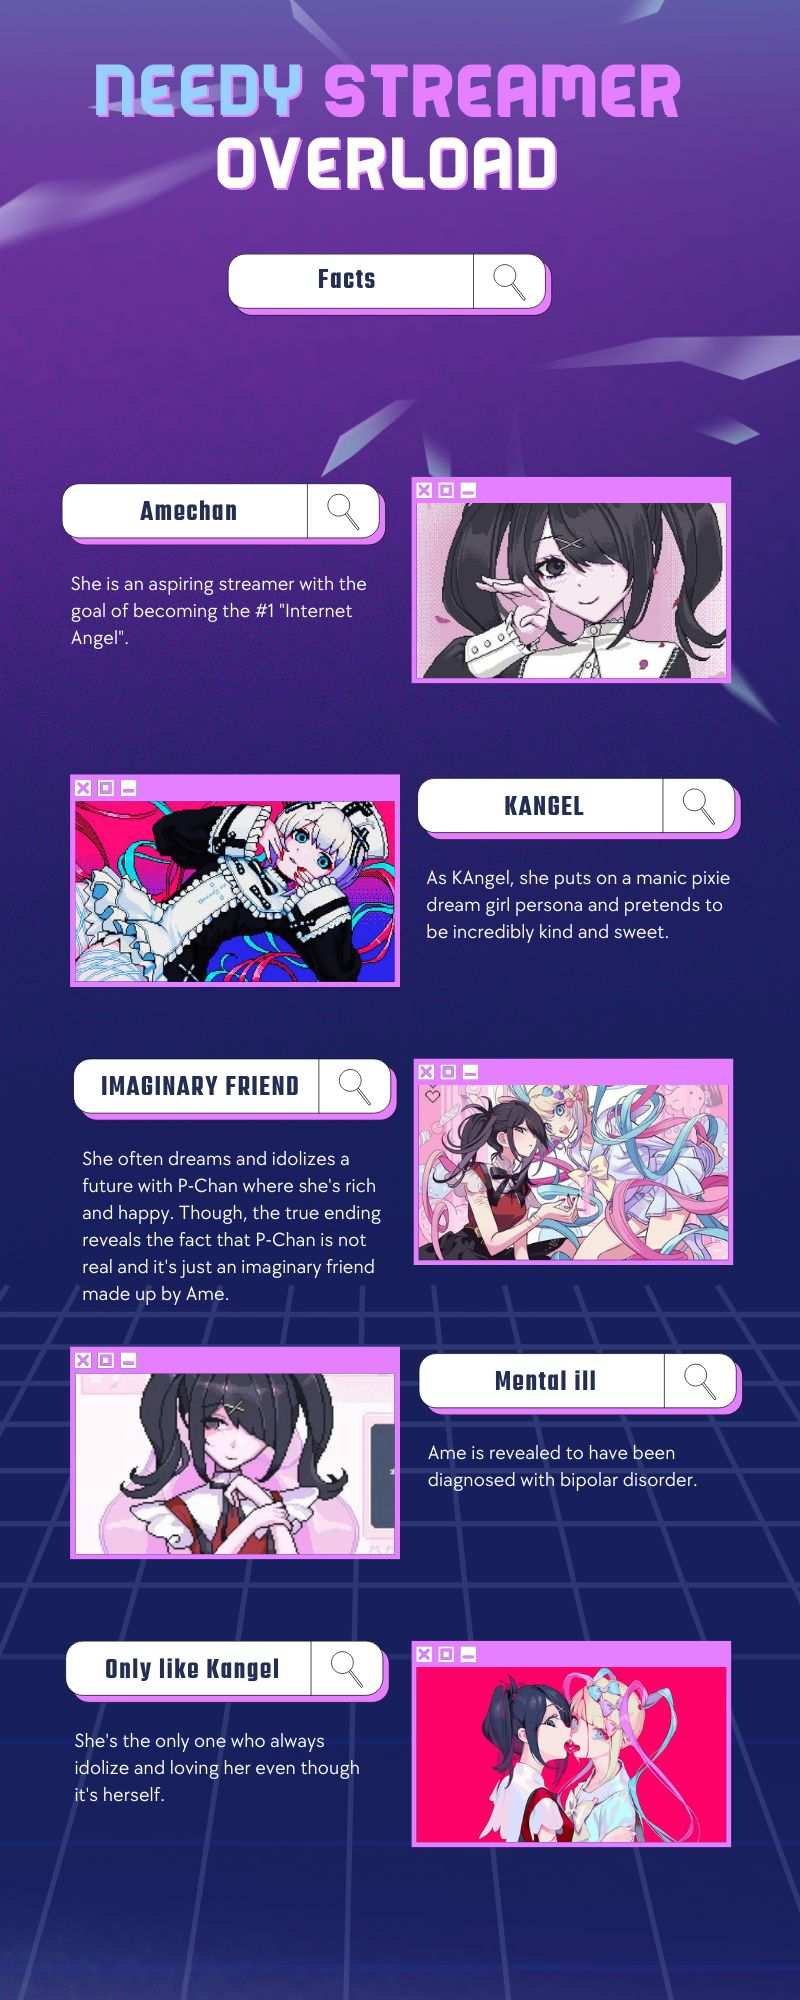 NEEDY STREAMER
OVERLOAD
Facts
Amechan
She is an aspiring streamer with the
goal of becoming the #1 "Internet
Angel".
KANGEL
As KAngel, she puts on a manic pixie
dream girl persona and pretends to
be incredibly kind and sweet.
IMAGINARY FRIEND
She often dreams and idolizes a
future with P-Chan where she's rich
and happy. Though, the true ending
reveals the fact that P-Chan is not
real and it's just an imaginary friend
made up by Ame.
Mental ill
Ame is revealed to have been
diagnosed with bipolar disorder.
Only like Kangel
She's the only one who always
idolize and loving her even though
it's herself.